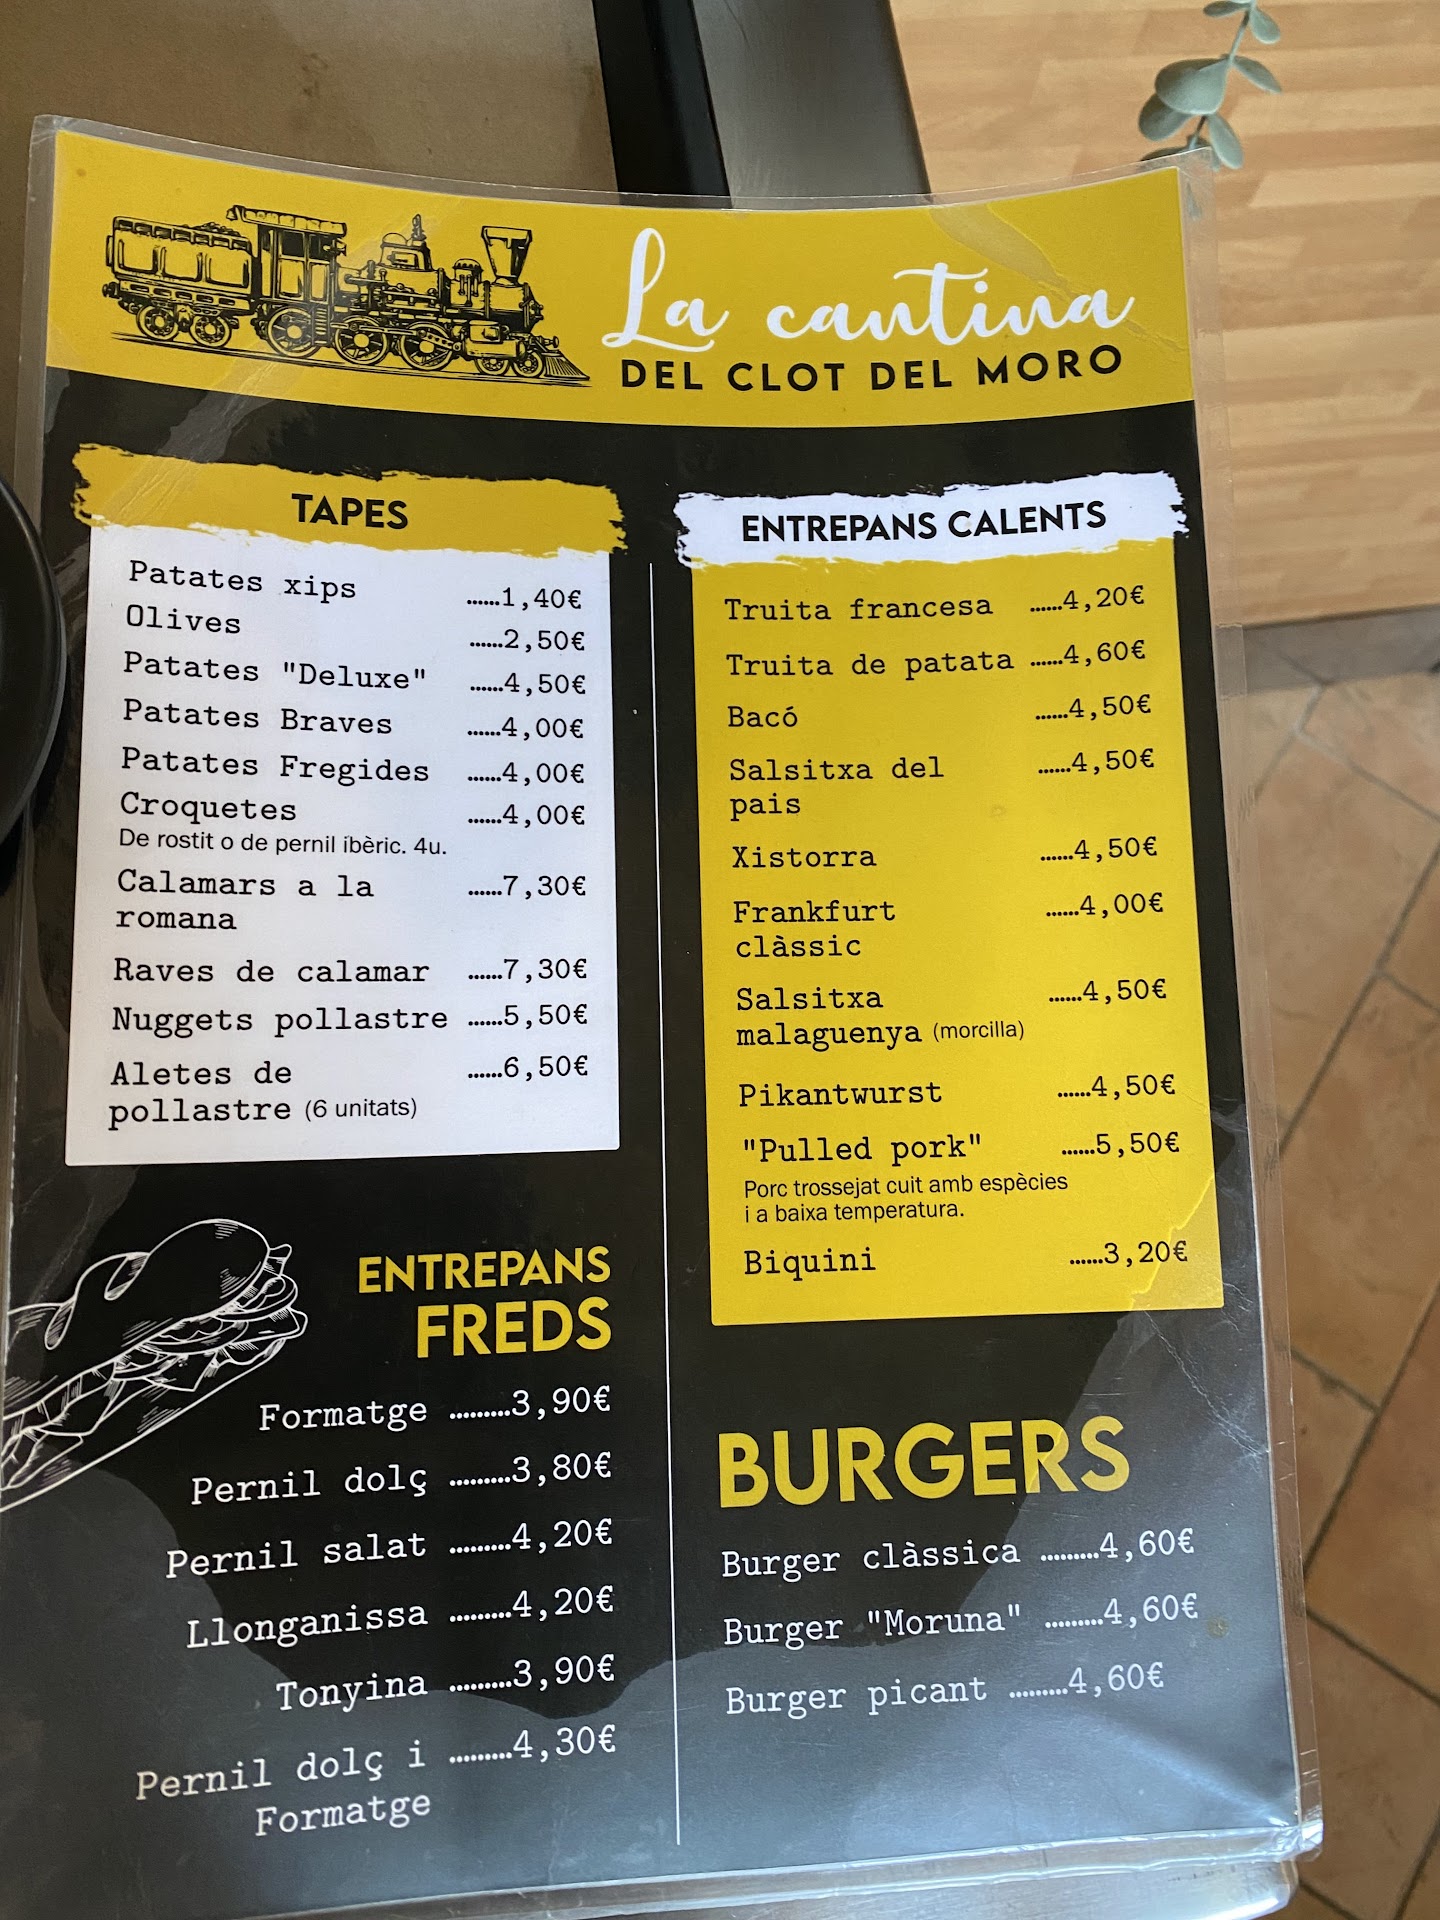 La cantina
DEL CLOT DEL MORO
TAPES
Patates xips ......1,40€
Olives ......2,50€
Patates "Deluxe" ......4,50€
Patates Braves ......4,00€
Patates Fregides ......4,00€
Croquetes ......4,00€
De rostit o de pernil ibèric. 4u.
Calamars a la ......7,30€
romana
Raves de calamar ......7,30€
Nuggets pollastre ......5,50€
Aletes de ......6,50€
pollastre (6 unitats)
ENTREPANS
FREDS
Formatge ..........3,90€
Pernil dolç ..........3,80€
Pernil salat ..........4,20€
Llonganissa ..........4,20€
Tonyina ..........3,90€
Pernil dolç i ..........4,30€
Formatge
ENTREPANS CALENTS
Truita francesa ......4,20€
Truita de patata ......4,60€
Bacó ......4,50€
Salsitxa del ......4,50€
pais
Xistorra ......4,50€
Frankfurt ......4,00€
clàssic
Salsitxa ......4,50€
malaguenya (morcilla)
Pikantwurst ......4,50€
"Pulled pork" ......5,50€
Porc trossejat cuit amb espècies
i a baixa temperatura.
Biquini ......3,20€
BURGERS
Burger clàssica ..........4,60€
Burger "Moruna" ..........4,60€
Burger picant ..........4,60€